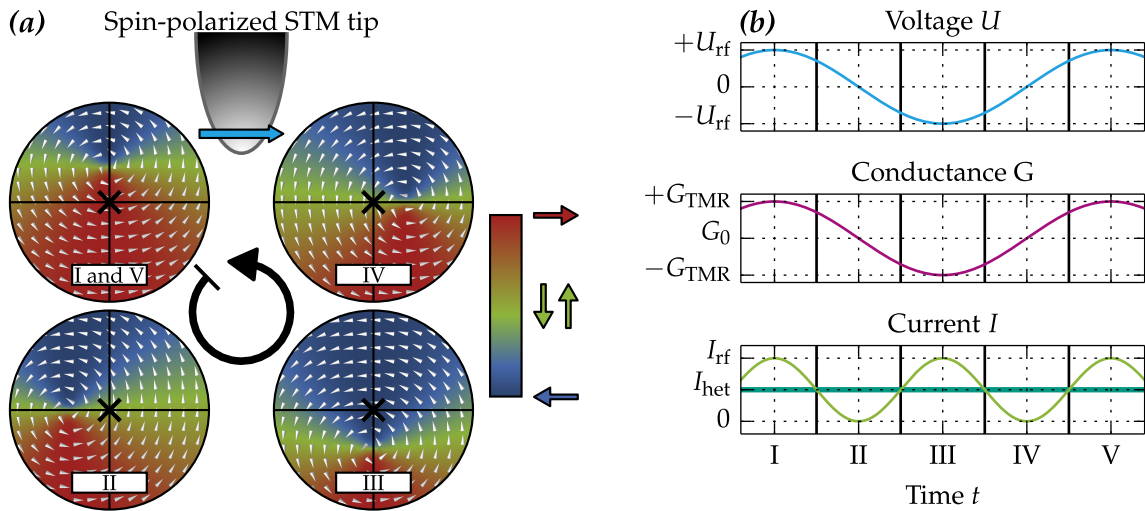 (a) Spin-polarized STM tip
I and V
IV
II
III
(b) Voltage U
+Urf
0
−Urf
Conductance G
+GTMR
G0
−GTMR
Current I
Irf
Ihet
0
I II III IV V
Time t